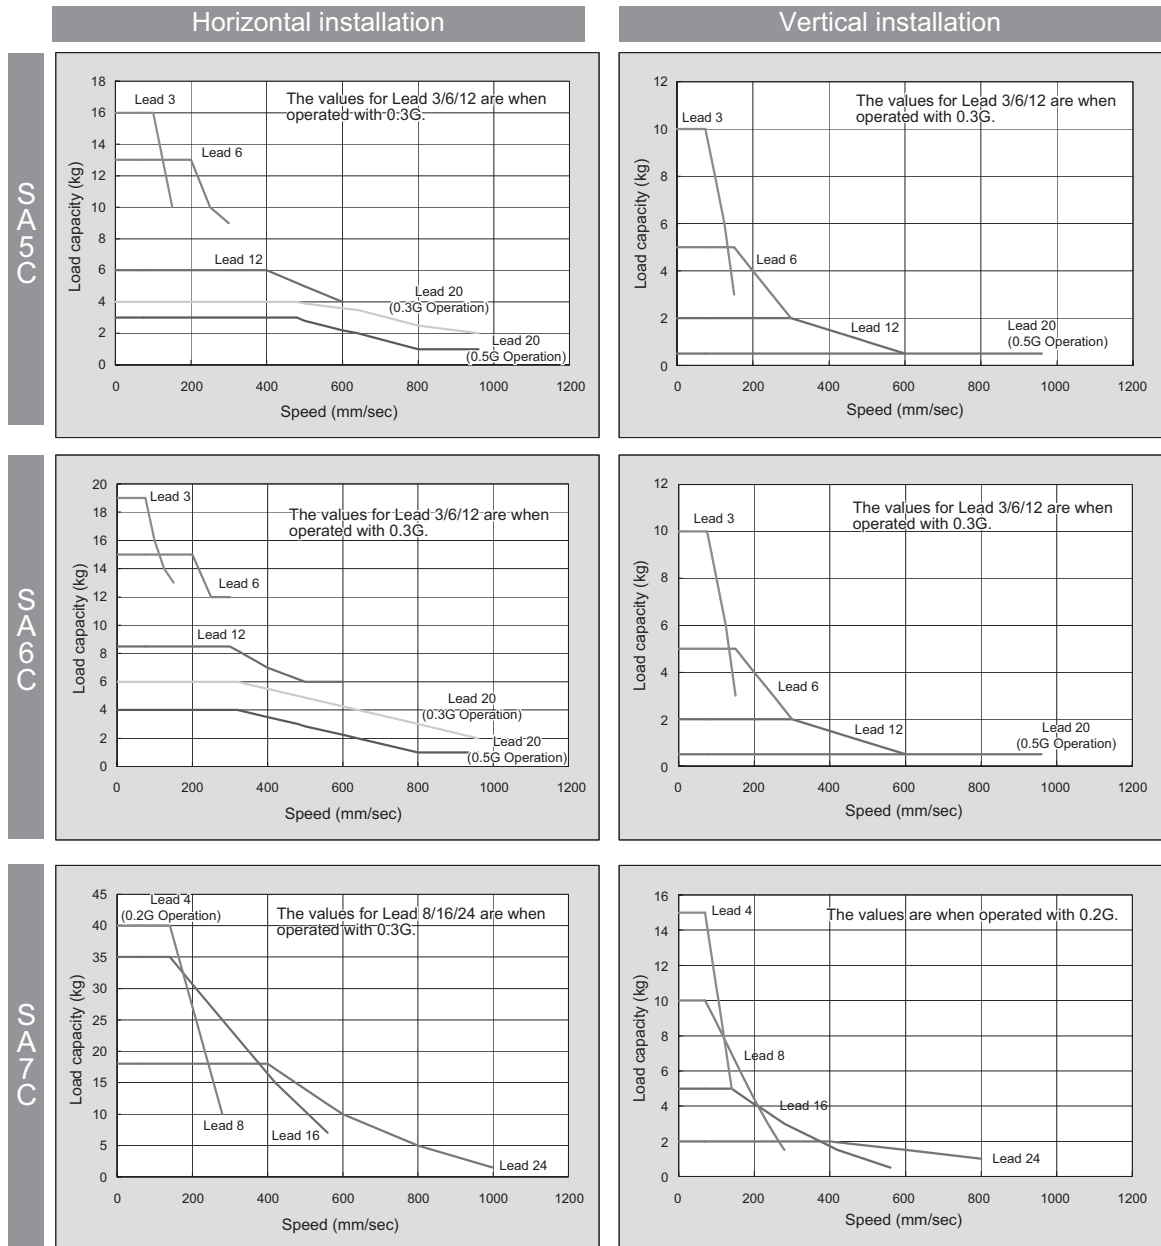 Horizontal installation
Vertical installation
SA5C
18
16
14
12
10
8
6
4
2
0
0 200 400 600 800 1000 1200
Load capacity (kg)
Speed (mm/sec)
The values for Lead 3/6/12 are when
operated with 0.3G.
Lead 3
Lead 6
Lead 12
Lead 20
(0.3G Operation)
Lead 20
(0.5G Operation)
12
10
8
6
4
2
0
0 200 400 600 800 1000 1200
Load capacity (kg)
Speed (mm/sec)
The values for Lead 3/6/12 are when
operated with 0.3G.
Lead 3
Lead 6
Lead 12
Lead 20
(0.5G Operation)
SA6C
20
18
16
14
12
10
8
6
4
2
0
0 200 400 600 800 1000 1200
Load capacity (kg)
Speed (mm/sec)
Lead 3
The values for Lead 3/6/12 are when
operated with 0.3G.
Lead 6
Lead 12
Lead 20
(0.3G Operation)
Lead 20
(0.5G Operation)
12
10
8
6
4
2
0
0 200 400 600 800 1000 1200
Load capacity (kg)
Speed (mm/sec)
The values for Lead 3/6/12 are when
operated with 0.3G.
Lead 3
Lead 6
Lead 12
Lead 20
(0.5G Operation)
SA7C
45
40
35
30
25
20
15
10
5
0
0 200 400 600 800 1000 1200
Load capacity (kg)
Speed (mm/sec)
Lead 4
(0.2G Operation)
The values for Lead 8/16/24 are when
operated with 0.3G.
Lead 8
Lead 16
Lead 24
16
14
12
10
8
6
4
2
0
0 200 400 600 800 1000 1200
Load capacity (kg)
Speed (mm/sec)
Lead 4
The values are when operated with 0.2G.
Lead 8
Lead 16
Lead 24